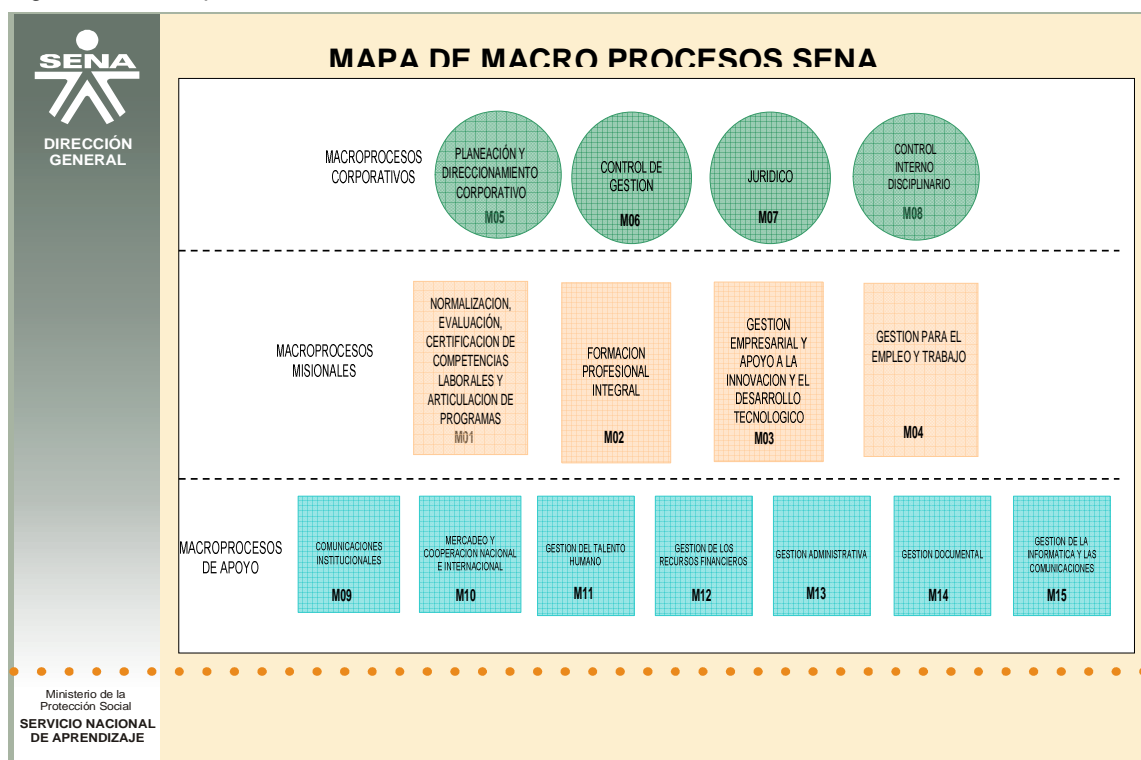 SENA
DIRECCIÓN
GENERAL
MAPA DE MACRO PROCESOS SENA
MACROPROCESOS
CORPORATIVOS
PLANEACIÓN Y
DIRECCIONAMIENTO
CORPORATIVO
M05
CONTROL DE
GESTION
M06
JURIDICO
M07
CONTROL
INTERNO
DISCIPLINARIO
M08
MACROPROCESOS
MISIONALES
NORMALIZACION,
EVALUACIÓN,
CERTIFICACION DE
COMPETENCIAS
LABORALES Y
ARTICULACION DE
PROGRAMAS
M01
FORMACION
PROFESIONAL
INTEGRAL
M02
GESTION
EMPRESARIAL Y
APOYO A LA
INNOVACION Y EL
DESARROLLO
TECNOLOGICO
M03
GESTION PARA EL
EMPLEO Y TRABAJO
M04
MACROPROCESOS
DE APOYO
COMUNICACIONES
INSTITUCIONALES
M09
MERCADEO Y
COOPERACION NACIONAL
E INTERNACIONAL
M10
GESTION DEL TALENTO
HUMANO
M11
GESTION DE LOS
RECURSOS FINANCIEROS
M12
GESTION ADMINISTRATIVA
M13
GESTION DOCUMENTAL
M14
GESTION DE LA
INFORMATICA Y LAS
COMUNICACIONES
M15
Ministerio de la
Protección Social
SERVICIO NACIONAL
DE APRENDIZAJE